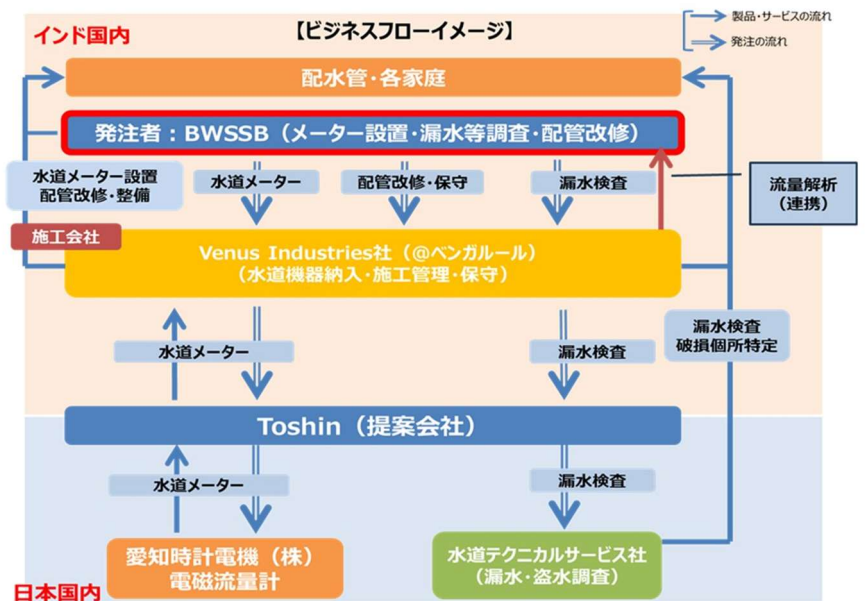 インド国内
【ビジネスフローイメージ】
製品・サービスの流れ
発注の流れ
配水管・各家庭
発注者：BWSSB（メーター設置・漏水等調査・配管改修）
水道メーター設置
配管改修・整備
水道メーター
配管改修・保守
漏水検査
流量解析
（連携）
施工会社
Venus Industries社（@ベンガルール）
（水道機器納入・施工管理・保守）
漏水検査
破損個所特定
水道メーター
漏水検査
Toshin（提案会社）
水道メーター
漏水検査
愛知時計電機（株）
電磁流量計
水道テクニカルサービス社
（漏水・盗水調査）
日本国内